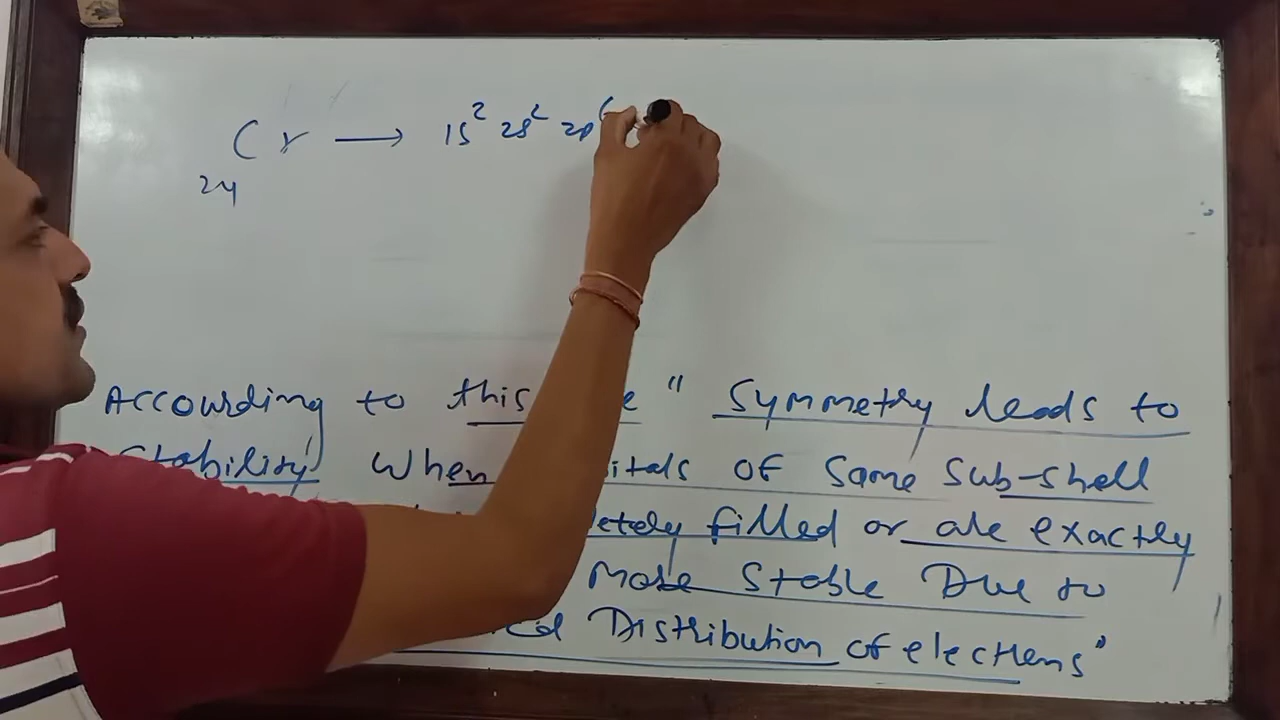 Cr → 1s² 2s² 2p⁶
24
According to this "Symmetry leads to
Stability when of same sub-shell
filled or are exactly
more stable Due to
Distribution of electrons"